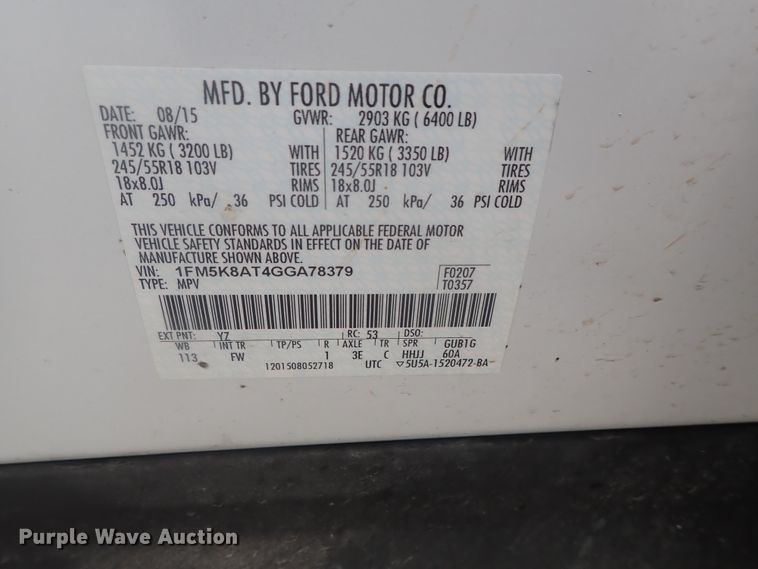 MFD. BY FORD MOTOR CO.
DATE: 08/15 GVWR: 2903 KG ( 6400 LB)
FRONT GAWR: REAR GAWR:
1452 KG ( 3200 LB) WITH 1520 KG ( 3350 LB) WITH
245/55R18 103V TIRES 245/55R18 103V TIRES
18x8.0J RIMS 18x8.0J RIMS
AT 250 kPa/ 36 PSI COLD AT 250 kPa/ 36 PSI COLD
THIS VEHICLE CONFORMS TO ALL APPLICABLE FEDERAL MOTOR
VEHICLE SAFETY STANDARDS IN EFFECT ON THE DATE OF
MANUFACTURE SHOWN ABOVE.
VIN: 1FM5K8AT4GGA78379 F0207
TYPE: MPV T0357
EXT PNT: YZ RC: 53 DSO:
WB INT TR TP/PS R AXLE TR SPR GUB1G
113 FW 1 3E C HHJJ 60A
1201508052718 UTC ▽5U5A-1520472-BA
Purple Wave Auction